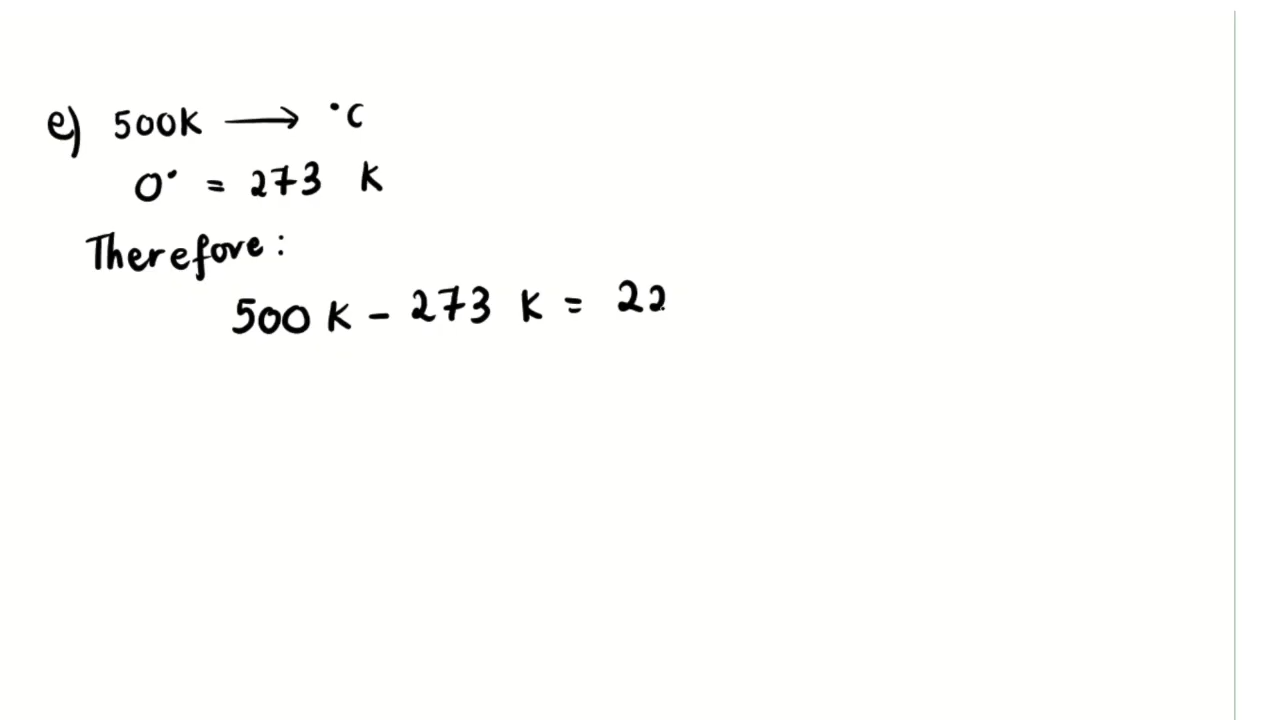 e) 500K → °C
0° = 273 K
Therefore:
500 K - 273 K = 22